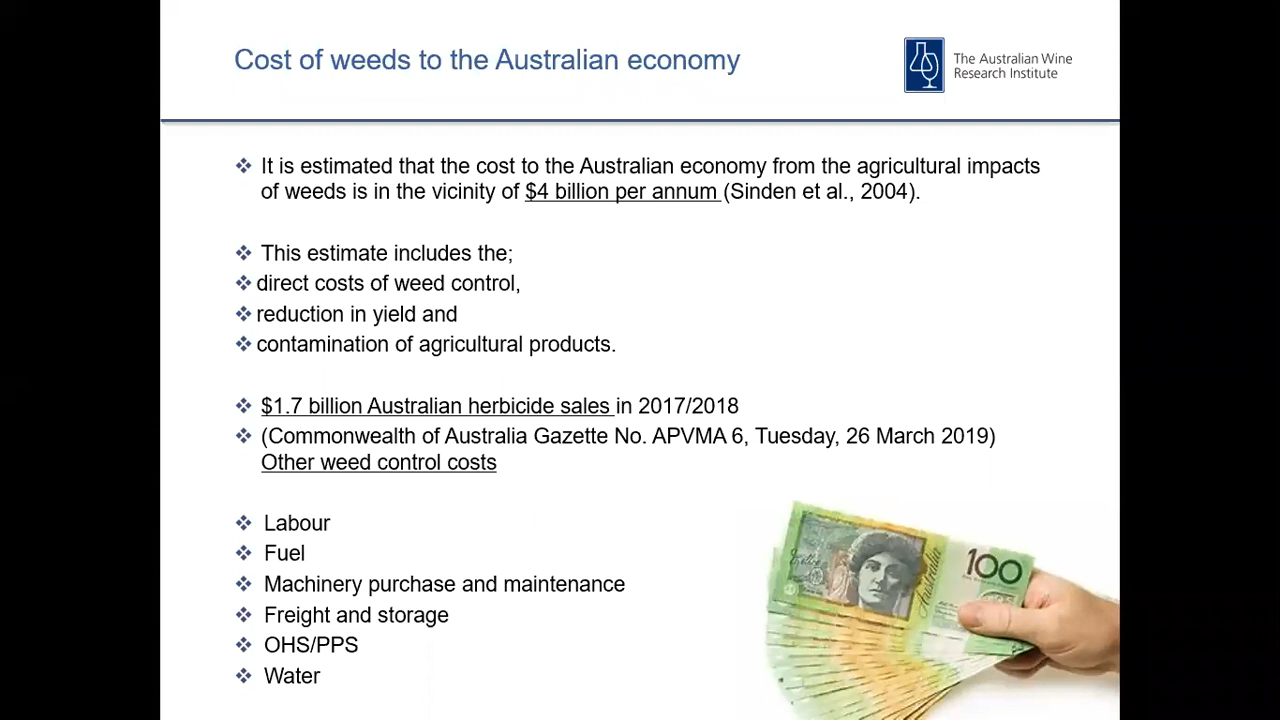 Cost of weeds to the Australian economy
The Australian Wine
Research Institute
❖ It is estimated that the cost to the Australian economy from the agricultural impacts
of weeds is in the vicinity of $4 billion per annum (Sinden et al., 2004).
❖ This estimate includes the;
❖ direct costs of weed control,
❖ reduction in yield and
❖ contamination of agricultural products.
❖ $1.7 billion Australian herbicide sales in 2017/2018
❖ (Commonwealth of Australia Gazette No. APVMA 6, Tuesday, 26 March 2019)
Other weed control costs
❖ Labour
❖ Fuel
❖ Machinery purchase and maintenance
❖ Freight and storage
❖ OHS/PPS
❖ Water
Australia
100